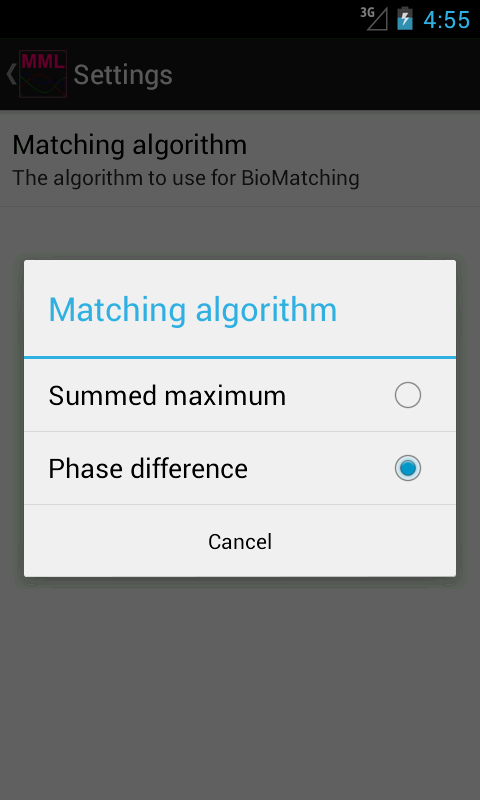 3G
4:55
MML
Settings
Matching algorithm
The algorithm to use for BioMatching
Matching algorithm
Summed maximum
Phase difference
Cancel